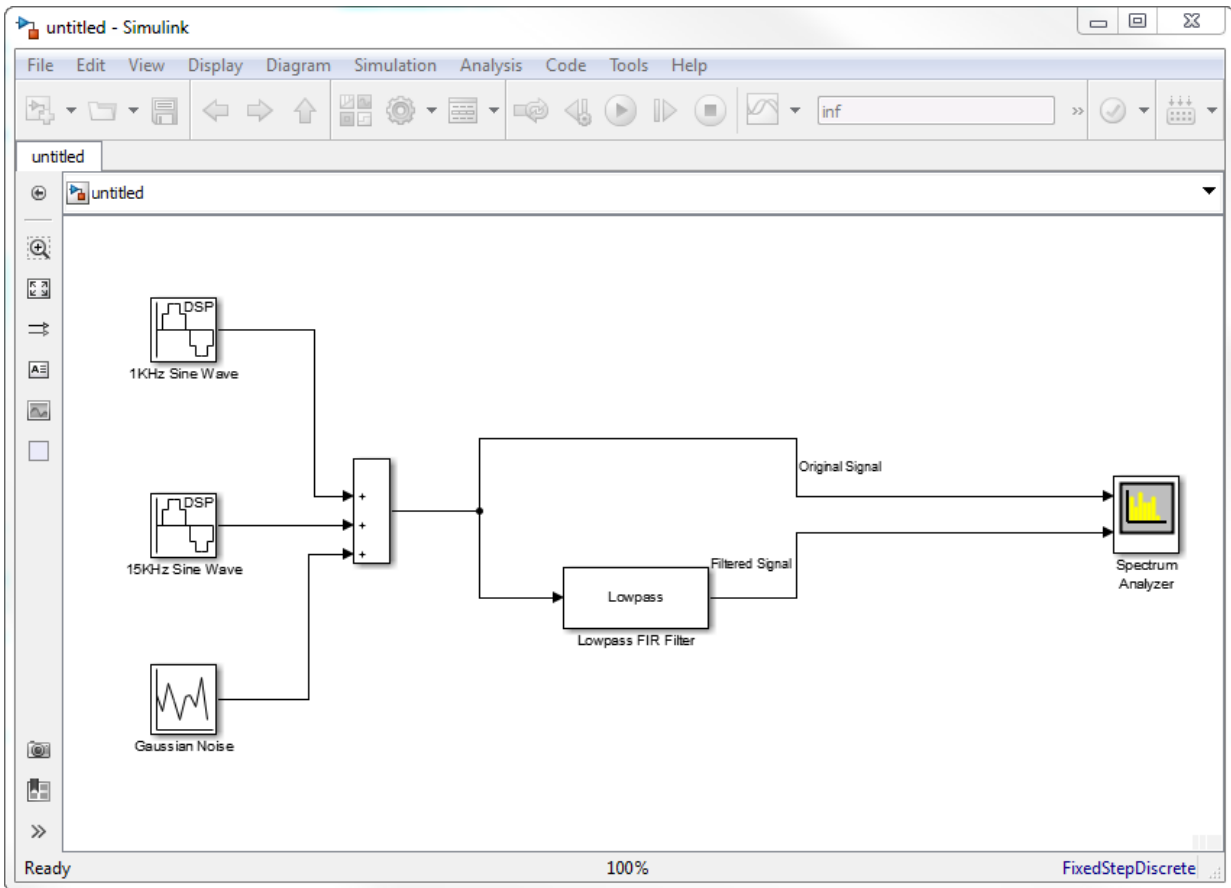 untitled - Simulink
File Edit View Display Diagram Simulation Analysis Code Tools Help
inf
untitled
untitled
DSP
1KHz Sine Wave
Original Signal
DSP
+
+
+
15KHz Sine Wave
Filtered Signal
Spectrum
Analyzer
Lowpass
Lowpass FIR Filter
Gaussian Noise
Ready 100% FixedStepDiscrete